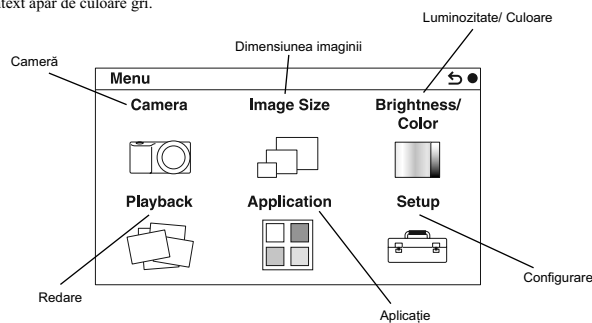 text apar de culoare gri.
Luminozitate/ Culoare
Dimensiunea imaginii
Cameră
Menu
Camera
Image Size
Brightness/
Color
Playback
Application
Setup
Configurare
Redare
Aplicație